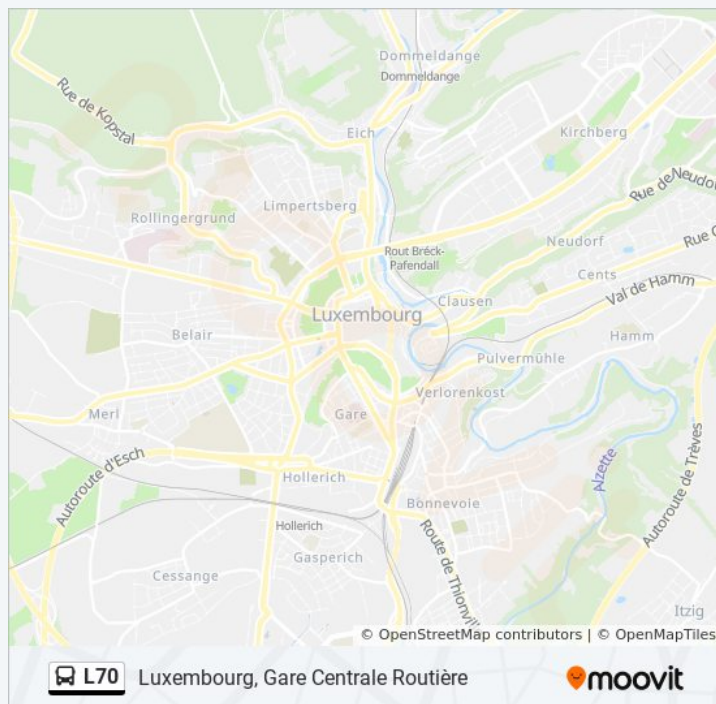 Dommeldange
Dommeldange
Rue de Kopstal
Eich
Kirchberg
Rue de Neudor
Limpertsberg
Rollingergrund
Neudorf
Rue C
Rout Bréck-
Pafendall
Cents
Val de Hamm
Clausen
Luxembourg
Belair
Hamm
Pulvermühle
Verlorenkost
Merl
Gare
Autoroute d'Esch
Alzette
Autoroute de Trèves
Hollerich
Bonnevoie
Hollerich
Route de Thionvill
Gasperich
Cessange
Itzig
© OpenStreetMap contributors | © OpenMapTiles
L70 Luxembourg, Gare Centrale Routière
moovit